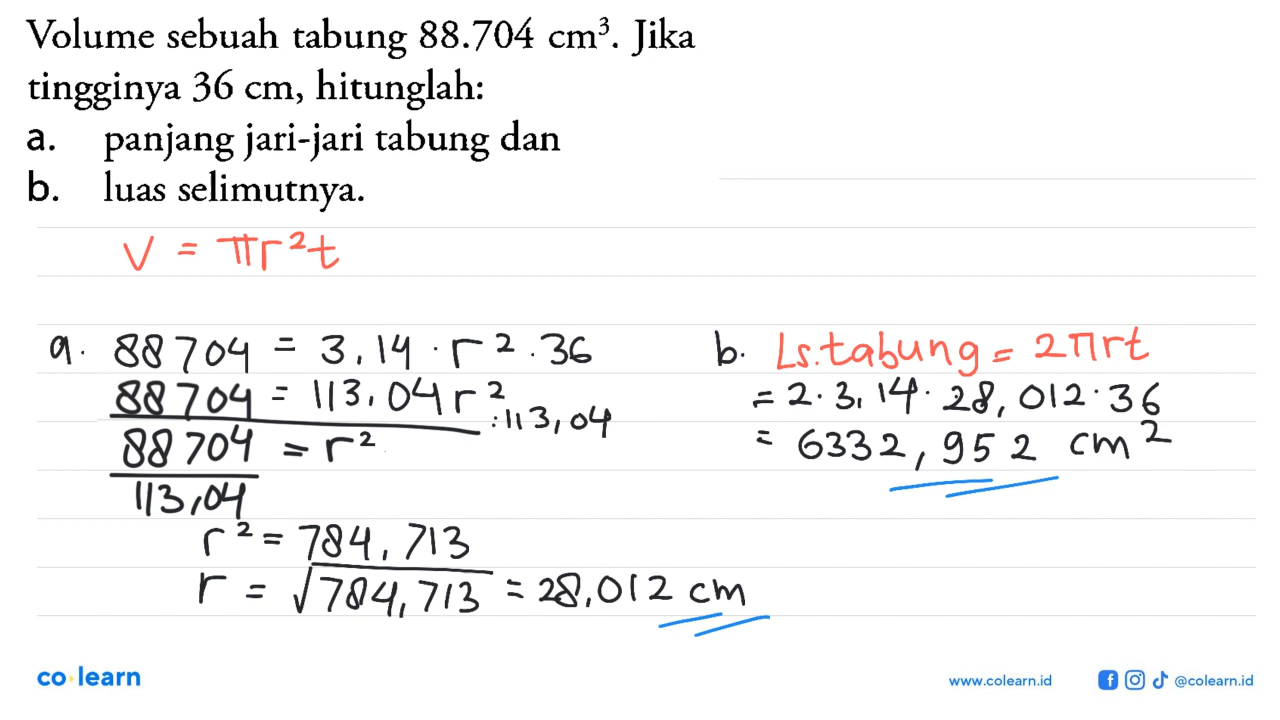 Volume sebuah tabung 88.704 cm³. Jika
tingginya 36 cm, hitunglah:
a. panjang jari-jari tabung dan
b. luas selimutnya.
V = πr²t
a. 88704 = 3,14 · r² · 36
88704 = 113,04r² :113,04
88704 = r²
113,04
r² = 784,713
r = √784,713 = 28,012 cm
b. Ls.tabung = 2πrt
= 2·3,14·28,012·36
= 6332,952 cm²
co learn
www.colearn.id
@colearn.id